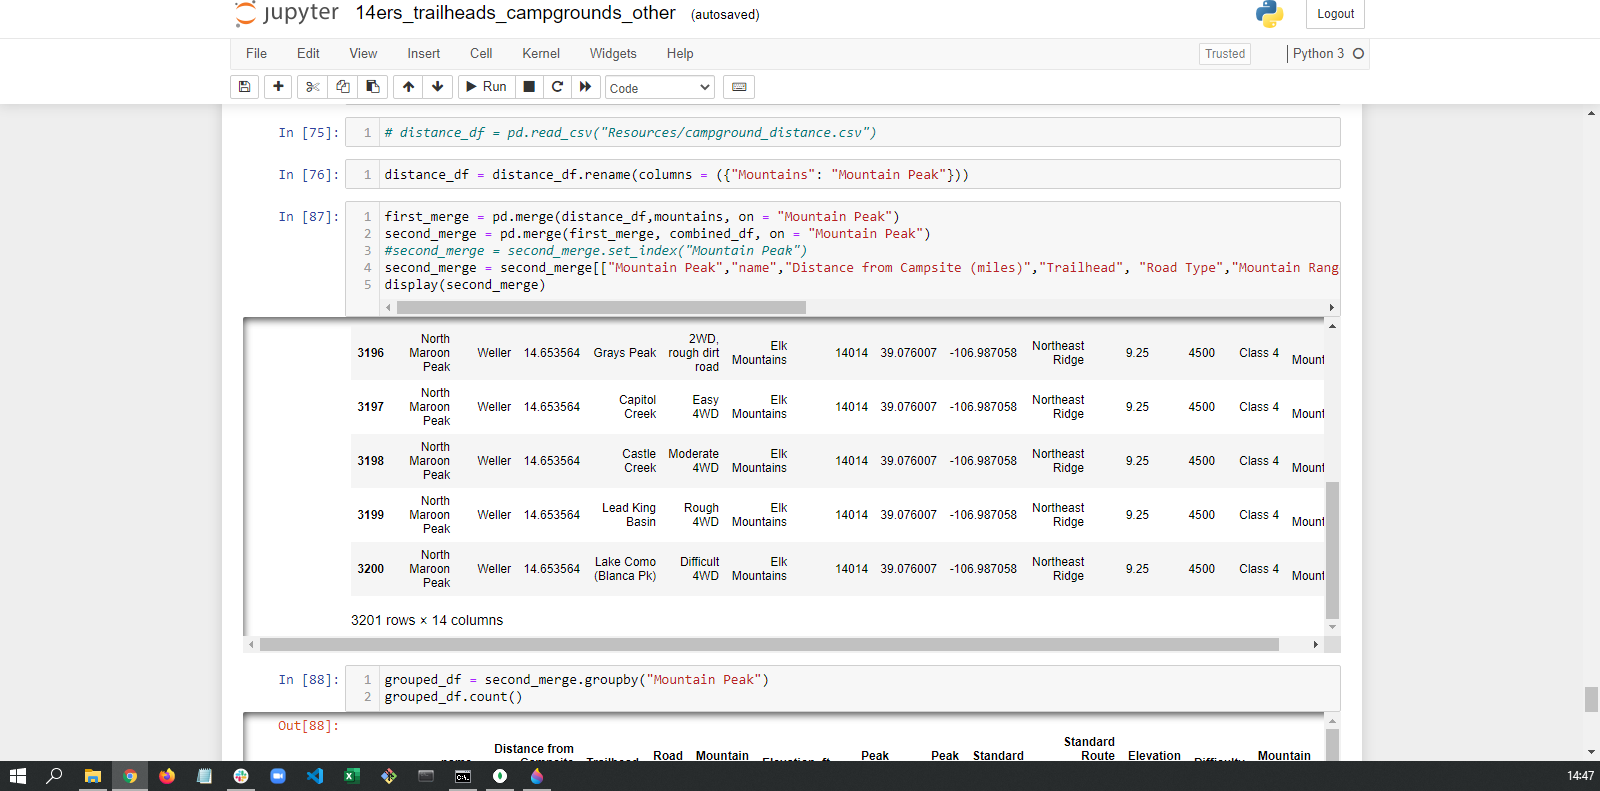 jupyter 14ers_trailheads_campgrounds_other (autosaved) Logout
File Edit View Insert Cell Kernel Widgets Help Trusted Python 3
Run Code
In [75]: 1 # distance_df = pd.read_csv("Resources/campground_distance.csv")
In [76]: 1 distance_df = distance_df.rename(columns = ({"Mountains": "Mountain Peak"}))
In [87]: 1 first_merge = pd.merge(distance_df,mountains, on = "Mountain Peak")
2 second_merge = pd.merge(first_merge, combined_df, on = "Mountain Peak")
3 #second_merge = second_merge.set_index("Mountain Peak")
4 second_merge = second_merge[["Mountain Peak","name","Distance from Campsite (miles)","Trailhead", "Road Type","Mountain Rang
5 display(second_merge)
3196 North Maroon Peak Weller 14.653564 Grays Peak 2WD, rough dirt road Elk Mountains 14014 39.076007 -106.987058 Northeast Ridge 9.25 4500 Class 4 Mount
3197 North Maroon Peak Weller 14.653564 Capitol Creek Easy 4WD Elk Mountains 14014 39.076007 -106.987058 Northeast Ridge 9.25 4500 Class 4 Mount
3198 North Maroon Peak Weller 14.653564 Castle Creek Moderate 4WD Elk Mountains 14014 39.076007 -106.987058 Northeast Ridge 9.25 4500 Class 4 Mount
3199 North Maroon Peak Weller 14.653564 Lead King Basin Rough 4WD Elk Mountains 14014 39.076007 -106.987058 Northeast Ridge 9.25 4500 Class 4 Mount
3200 North Maroon Peak Weller 14.653564 Lake Como (Blanca Pk) Difficult 4WD Elk Mountains 14014 39.076007 -106.987058 Northeast Ridge 9.25 4500 Class 4 Mount
3201 rows × 14 columns
In [88]: 1 grouped_df = second_merge.groupby("Mountain Peak")
2 grouped_df.count()
Out[88]:
Standard
Distance from Road Mountain Peak Peak Standard Route Elevation Mountain
name Campsite Trailhead Elevation_ft Difficulty
14:47